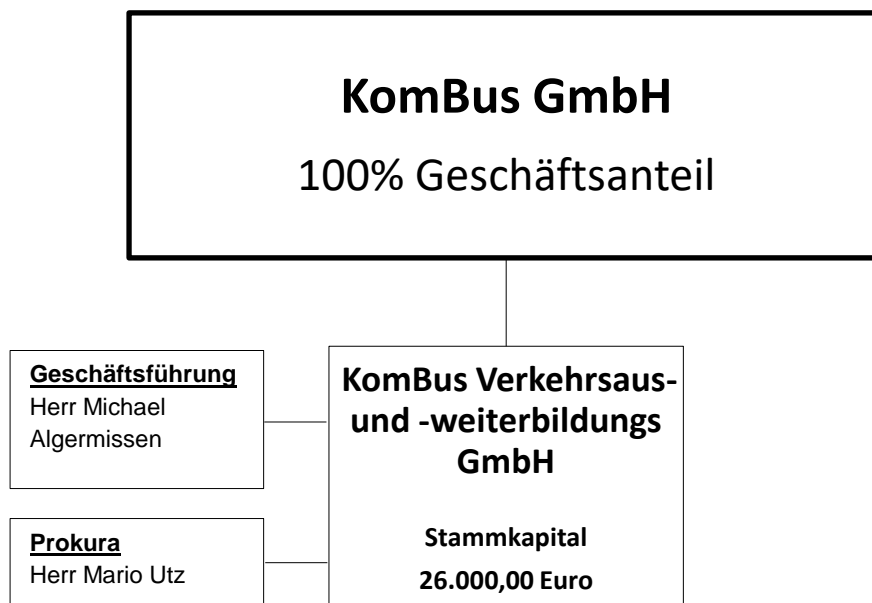 KomBus GmbH
100% Geschäftsanteil
Geschäftsführung
Herr Michael
Algermissen
KomBus Verkehrsaus-
und -weiterbildungs
GmbH
Stammkapital
26.000,00 Euro
Prokura
Herr Mario Utz